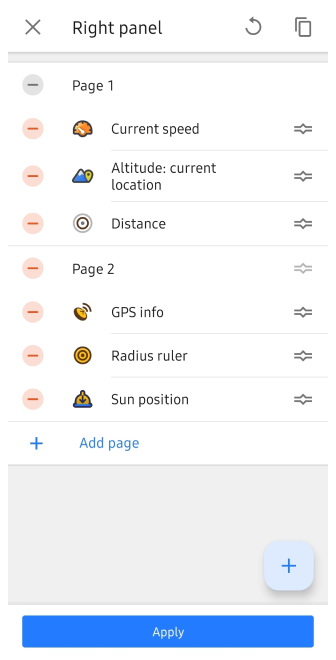 Right panel
Page 1
Current speed
Altitude: current
location
Distance
Page 2
GPS info
Radius ruler
Sun position
Add page
Apply